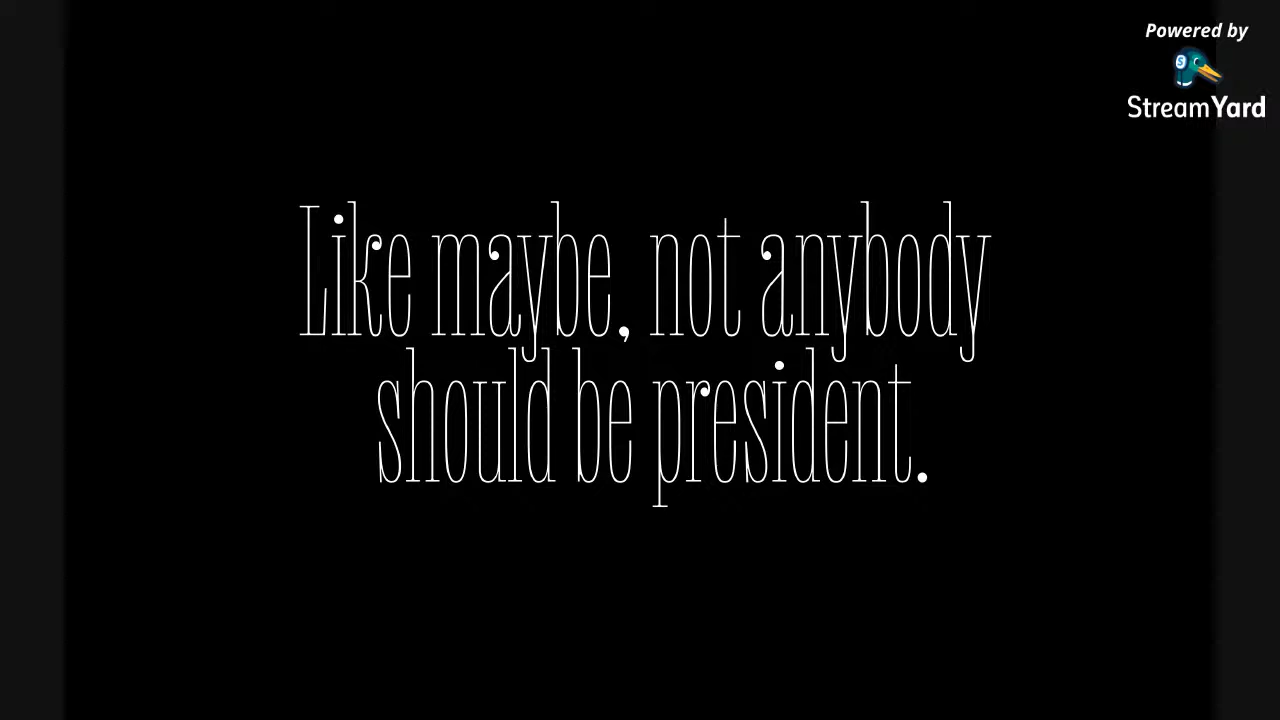 Powered by
StreamYard
Like maybe, not anybody
should be president.